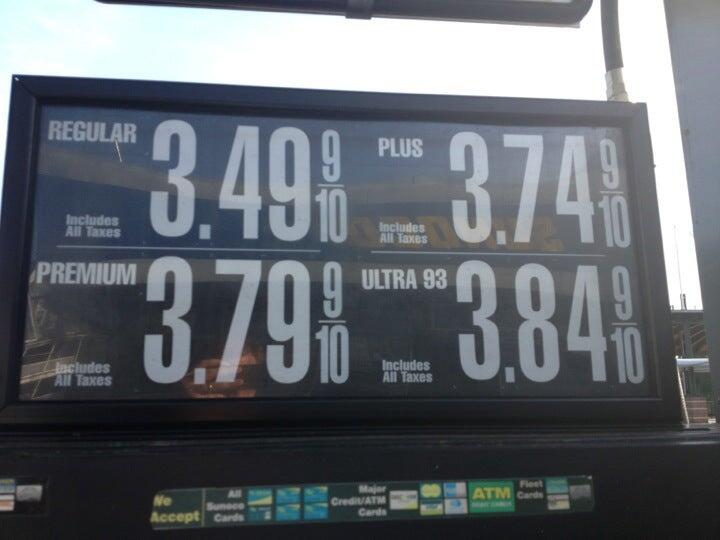 REGULAR 3.49 9/10
Includes
All Taxes
PLUS 3.74 9/10
Includes
All Taxes
PREMIUM 3.79 9/10
Includes
All Taxes
ULTRA 93 3.84 9/10
Includes
All Taxes
We
Accept
All
Sunoco
Cards
Major
Credit/ATM
Cards
ATM
Fleet
Cards